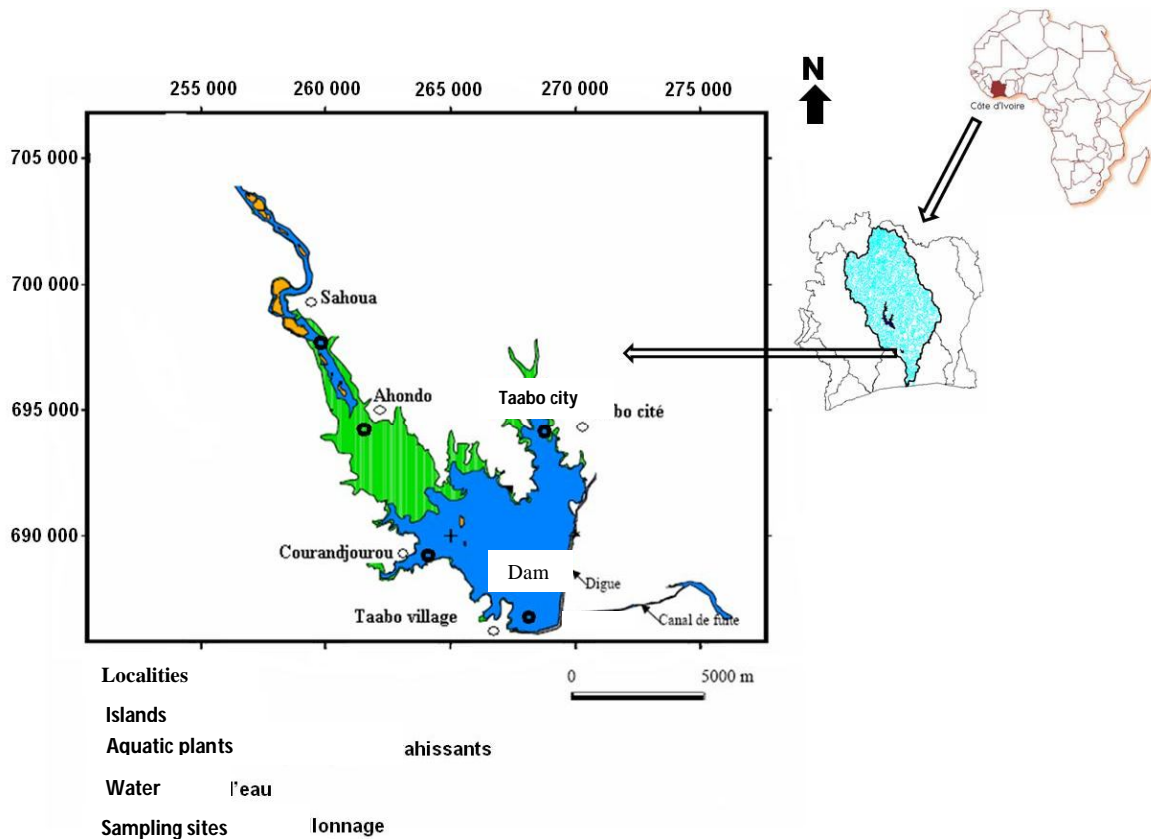 N
Côte d'Ivoire
255 000 260 000 265 000 270 000 275 000
705 000
700 000
695 000
690 000
Sahoua
Ahondo
Taabo city
bo cité
Courandjourou
Dam
Digue
Taabo village
Canal de fuite
0 5000 m
Localities
Islands
Aquatic plants ahissants
Water l'eau
Sampling sites lonnage